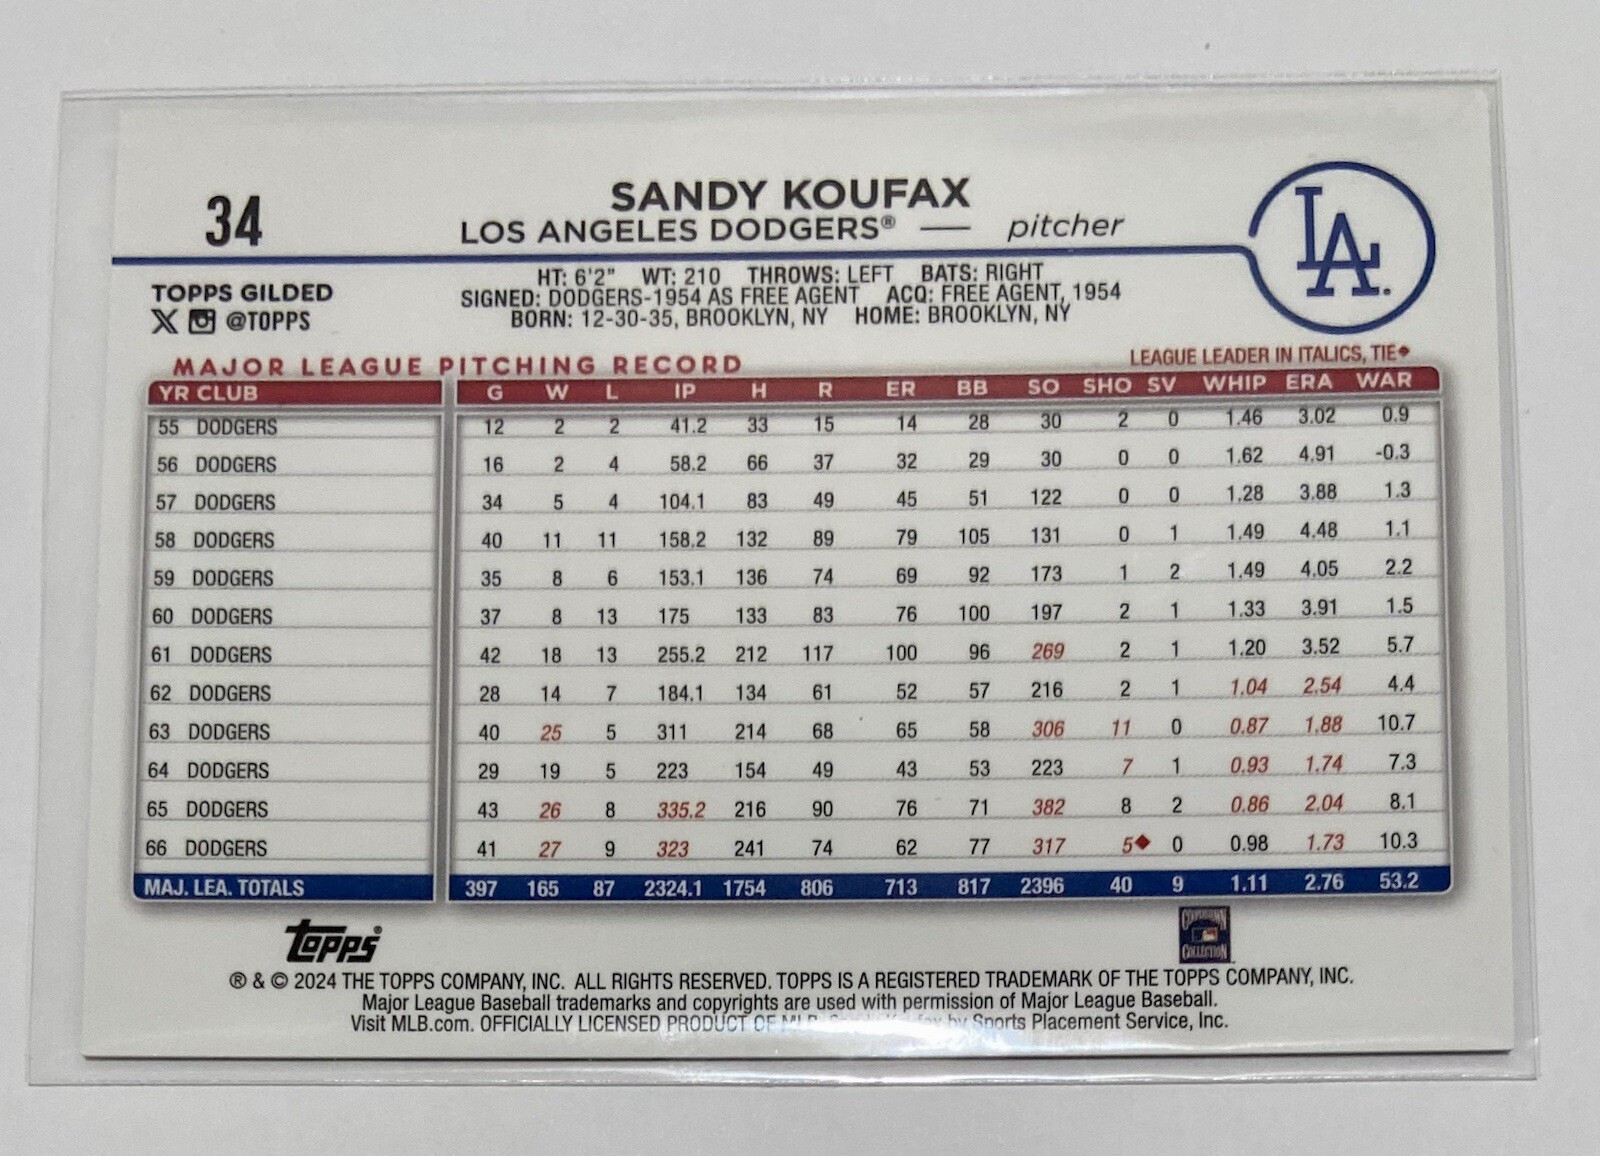 34
SANDY KOUFAX
LOS ANGELES DODGERS® — pitcher
LA
HT: 6'2" WT: 210 THROWS: LEFT BATS: RIGHT
TOPPS GILDED
SIGNED: DODGERS-1954 AS FREE AGENT ACQ: FREE AGENT, 1954
X @TOPPS
BORN: 12-30-35, BROOKLYN, NY HOME: BROOKLYN, NY
MAJOR LEAGUE PITCHING RECORD LEAGUE LEADER IN ITALICS, TIE◆
YR CLUB G W L IP H R ER BB SO SHO SV WHIP ERA WAR
55 DODGERS 12 2 2 41.2 33 15 14 28 30 2 0 1.46 3.02 0.9
56 DODGERS 16 2 4 58.2 66 37 32 29 30 0 0 1.62 4.91 -0.3
57 DODGERS 34 5 4 104.1 83 49 45 51 122 0 0 1.28 3.88 1.3
58 DODGERS 40 11 11 158.2 132 89 79 105 131 0 1 1.49 4.48 1.1
59 DODGERS 35 8 6 153.1 136 74 69 92 173 1 2 1.49 4.05 2.2
60 DODGERS 37 8 13 175 133 83 76 100 197 2 1 1.33 3.91 1.5
61 DODGERS 42 18 13 255.2 212 117 100 96 269 2 1 1.20 3.52 5.7
62 DODGERS 28 14 7 184.1 134 61 52 57 216 2 1 1.04 2.54 4.4
63 DODGERS 40 25 5 311 214 68 65 58 306 11 0 0.87 1.88 10.7
64 DODGERS 29 19 5 223 154 49 43 53 223 7 1 0.93 1.74 7.3
65 DODGERS 43 26 8 335.2 216 90 76 71 382 8 2 0.86 2.04 8.1
66 DODGERS 41 27 9 323 241 74 62 77 317 5◆ 0 0.98 1.73 10.3
MAJ. LEA. TOTALS 397 165 87 2324.1 1754 806 713 817 2396 40 9 1.11 2.76 53.2
Topps®
COOPERSTOWN
COLLECTION
® & © 2024 THE TOPPS COMPANY, INC. ALL RIGHTS RESERVED. TOPPS IS A REGISTERED TRADEMARK OF THE TOPPS COMPANY, INC.
Major League Baseball trademarks and copyrights are used with permission of Major League Baseball.
Visit MLB.com. OFFICIALLY LICENSED PRODUCT OF by Sports Placement Service, Inc.